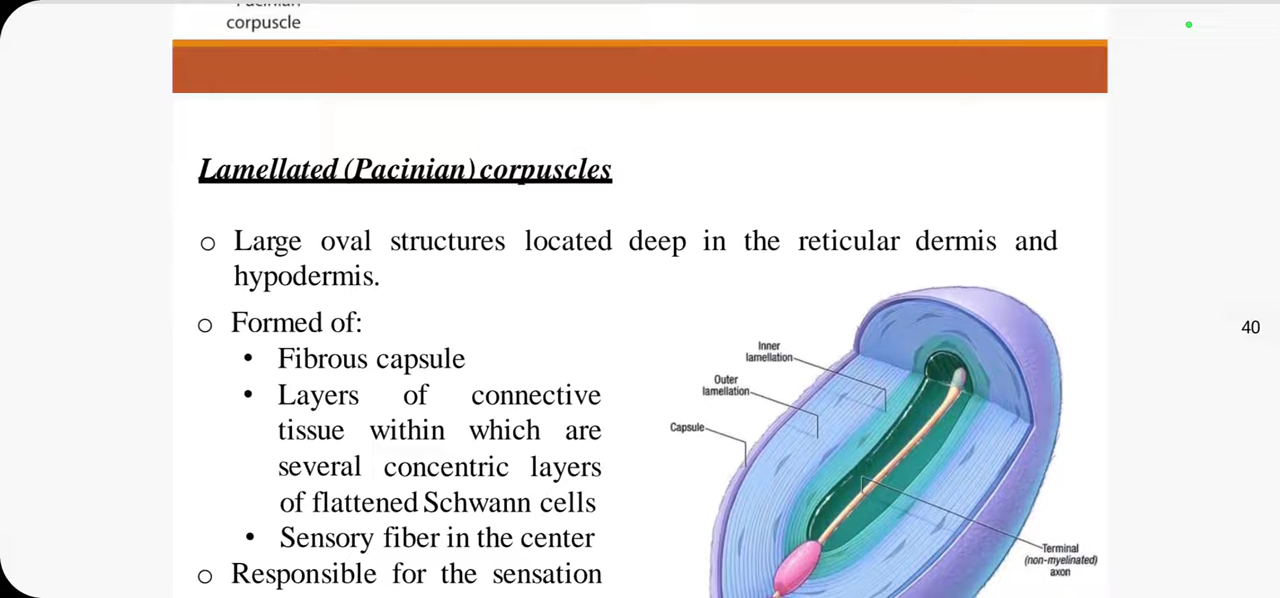 corpuscle
Lamellated (Pacinian) corpuscles
o Large oval structures located deep in the reticular dermis and
hypodermis.
o Formed of:
• Fibrous capsule
• Layers of connective
tissue within which are
several concentric layers
of flattened Schwann cells
• Sensory fiber in the center
o Responsible for the sensation
Inner
lamellation
Outer
lamellation
Capsule
Terminal
(non-myelinated)
axon
40